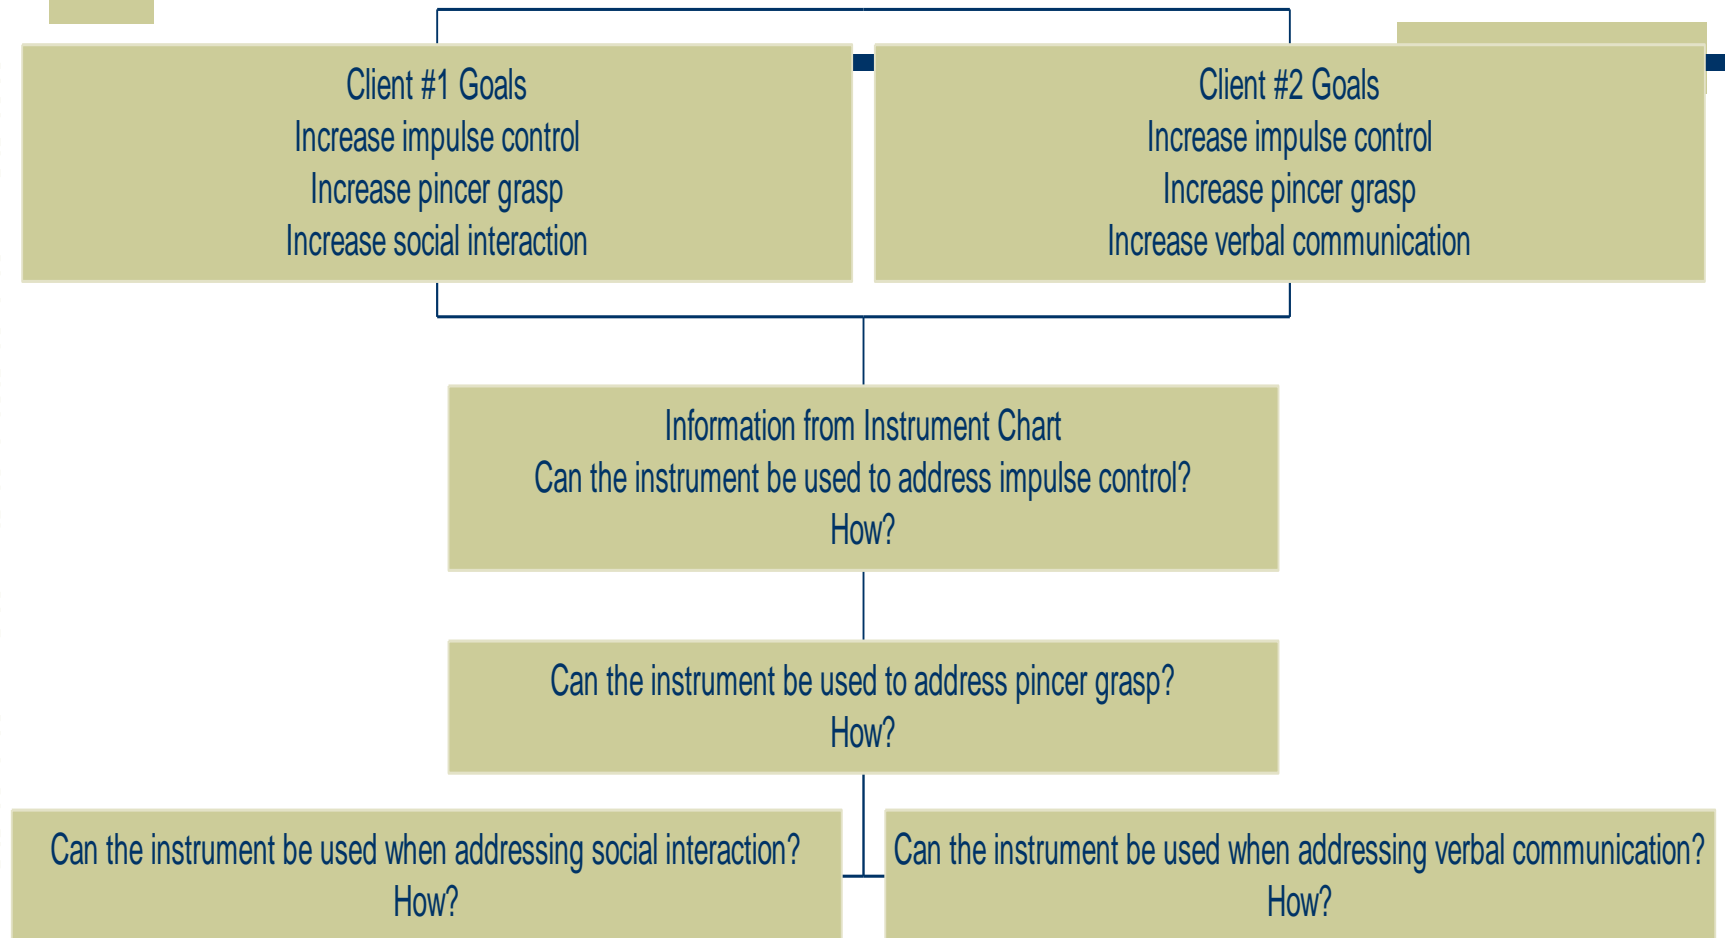 Client #1 Goals
Increase impulse control
Increase pincer grasp
Increase social interaction
Client #2 Goals
Increase impulse control
Increase pincer grasp
Increase verbal communication
Information from Instrument Chart
Can the instrument be used to address impulse control?
How?
Can the instrument be used to address pincer grasp?
How?
Can the instrument be used when addressing social interaction?
How?
Can the instrument be used when addressing verbal communication?
How?